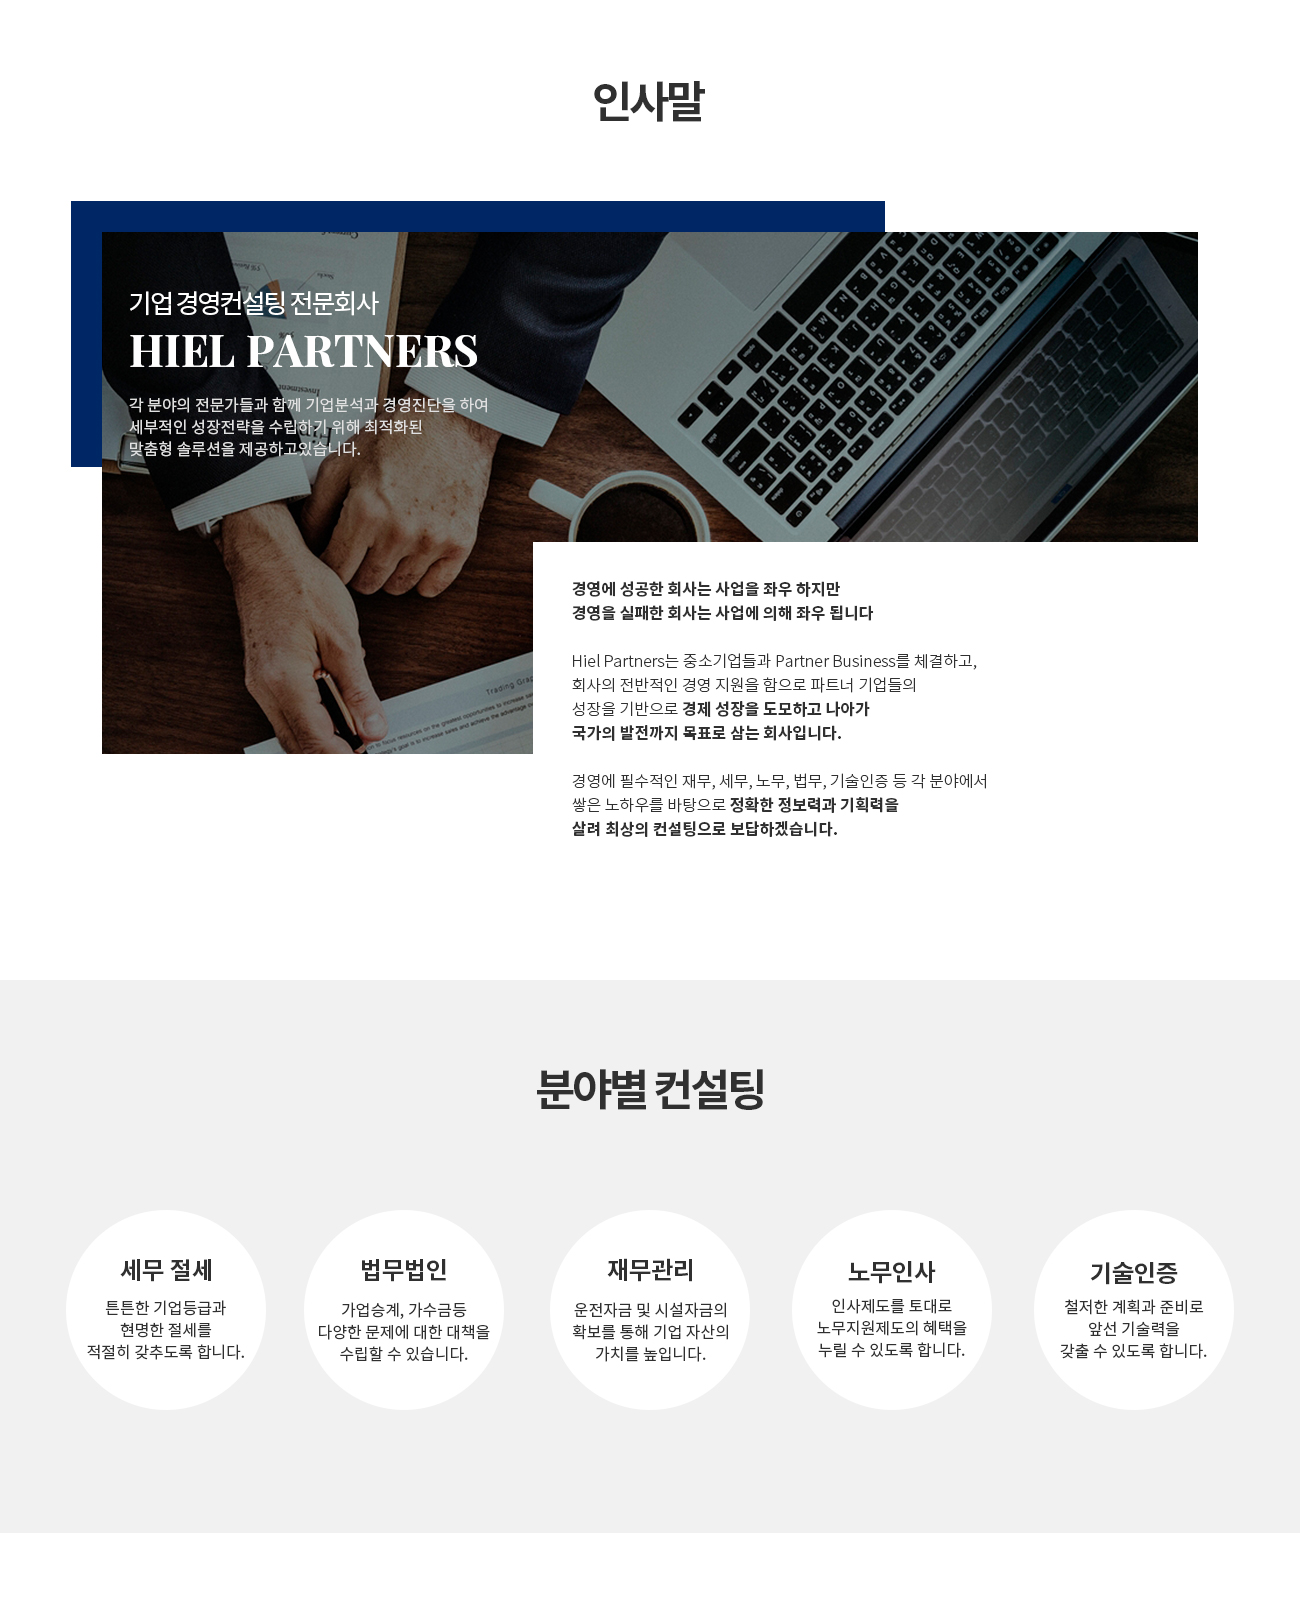 인사말
기업 경영컨설팅 전문회사
HIEL PARTNERS
각 분야의 전문가들과 함께 기업분석과 경영진단을 하여
세부적인 성장전략을 수립하기 위해 최적화된
맞춤형 솔루션을 제공하고있습니다.
Trading Grap
경영에 성공한 회사는 사업을 좌우 하지만
경영을 실패한 회사는 사업에 의해 좌우 됩니다
Hiel Partners는 중소기업들과 Partner Business를 체결하고,
회사의 전반적인 경영 지원을 함으로 파트너 기업들의
성장을 기반으로 경제 성장을 도모하고 나아가
국가의 발전까지 목표로 삼는 회사입니다.
경영에 필수적인 재무, 세무, 노무, 법무, 기술인증 등 각 분야에서
쌓은 노하우를 바탕으로 정확한 정보력과 기획력을
살려 최상의 컨설팅으로 보답하겠습니다.
분야별 컨설팅
세무 절세
튼튼한 기업등급과
현명한 절세를
적절히 갖추도록 합니다.
법무법인
가업승계, 가수금등
다양한 문제에 대한 대책을
수립할 수 있습니다.
재무관리
운전자금 및 시설자금의
확보를 통해 기업 자산의
가치를 높입니다.
노무인사
인사제도를 토대로
노무지원제도의 혜택을
누릴 수 있도록 합니다.
기술인증
철저한 계획과 준비로
앞선 기술력을
갖출 수 있도록 합니다.